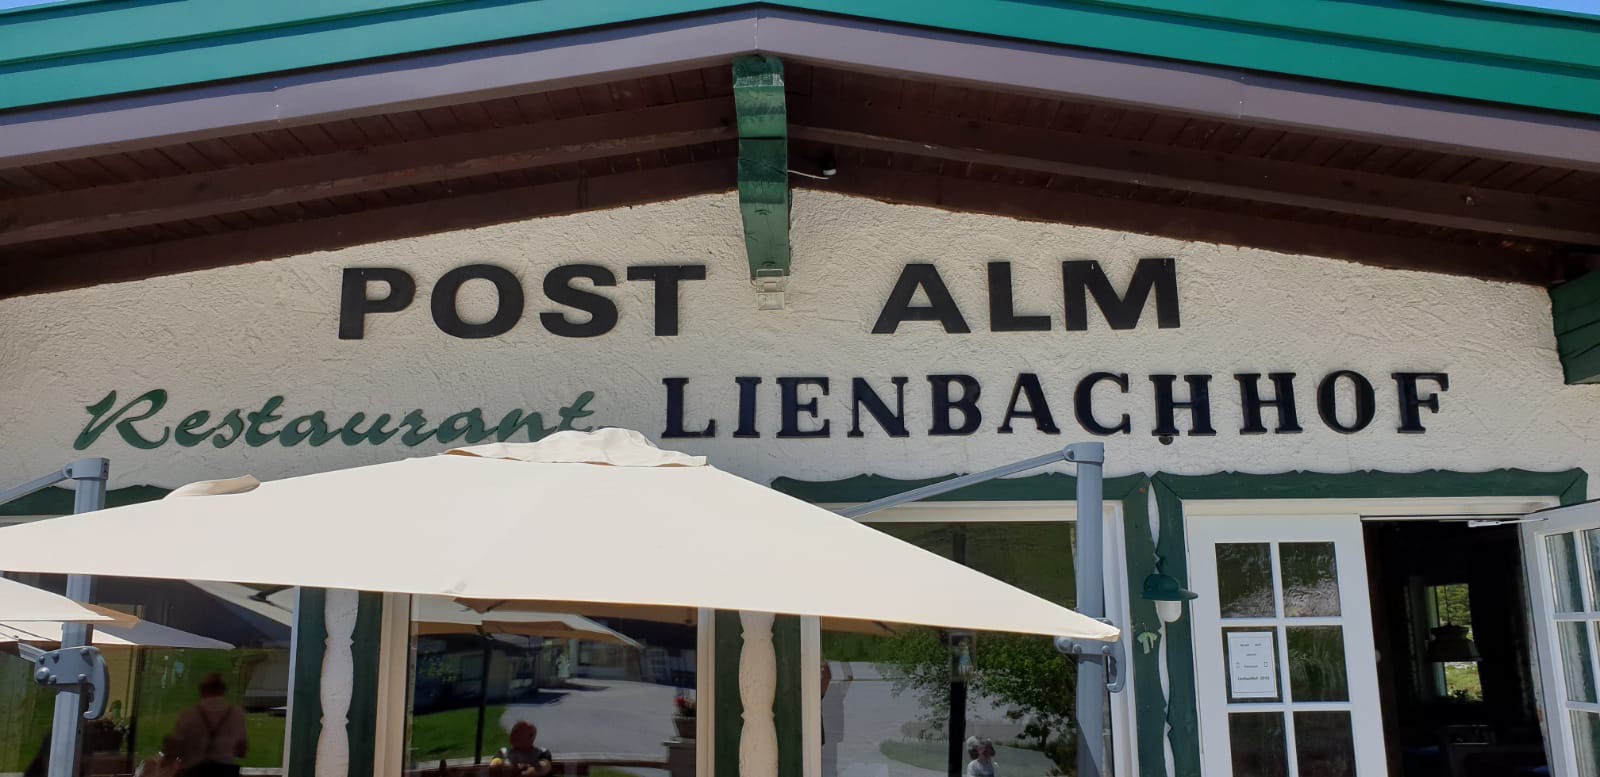 POST ALM
Restaurant LIENBACHHOF